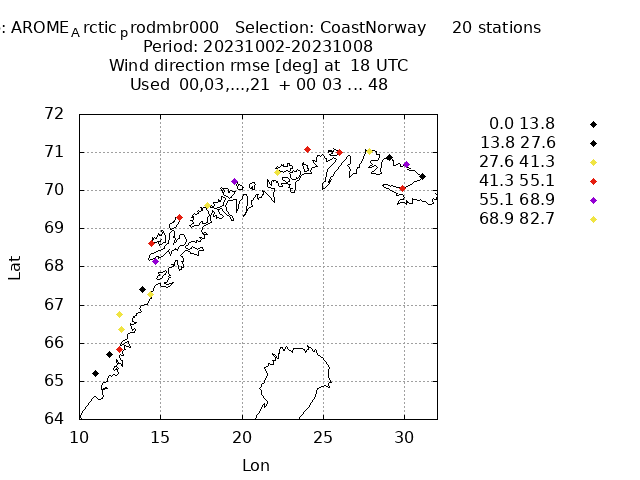 : AROME_Arctic_prodmbr000 Selection: CoastNorway 20 stations
Period: 20231002-20231008
Wind direction rmse [deg] at 18 UTC
Used 00,03,...,21 + 00 03 ... 48
72
71
70
69
68
67
66
65
64
10 15 20 25 30
Lat
Lon
0.0 13.8
13.8 27.6
27.6 41.3
41.3 55.1
55.1 68.9
68.9 82.7